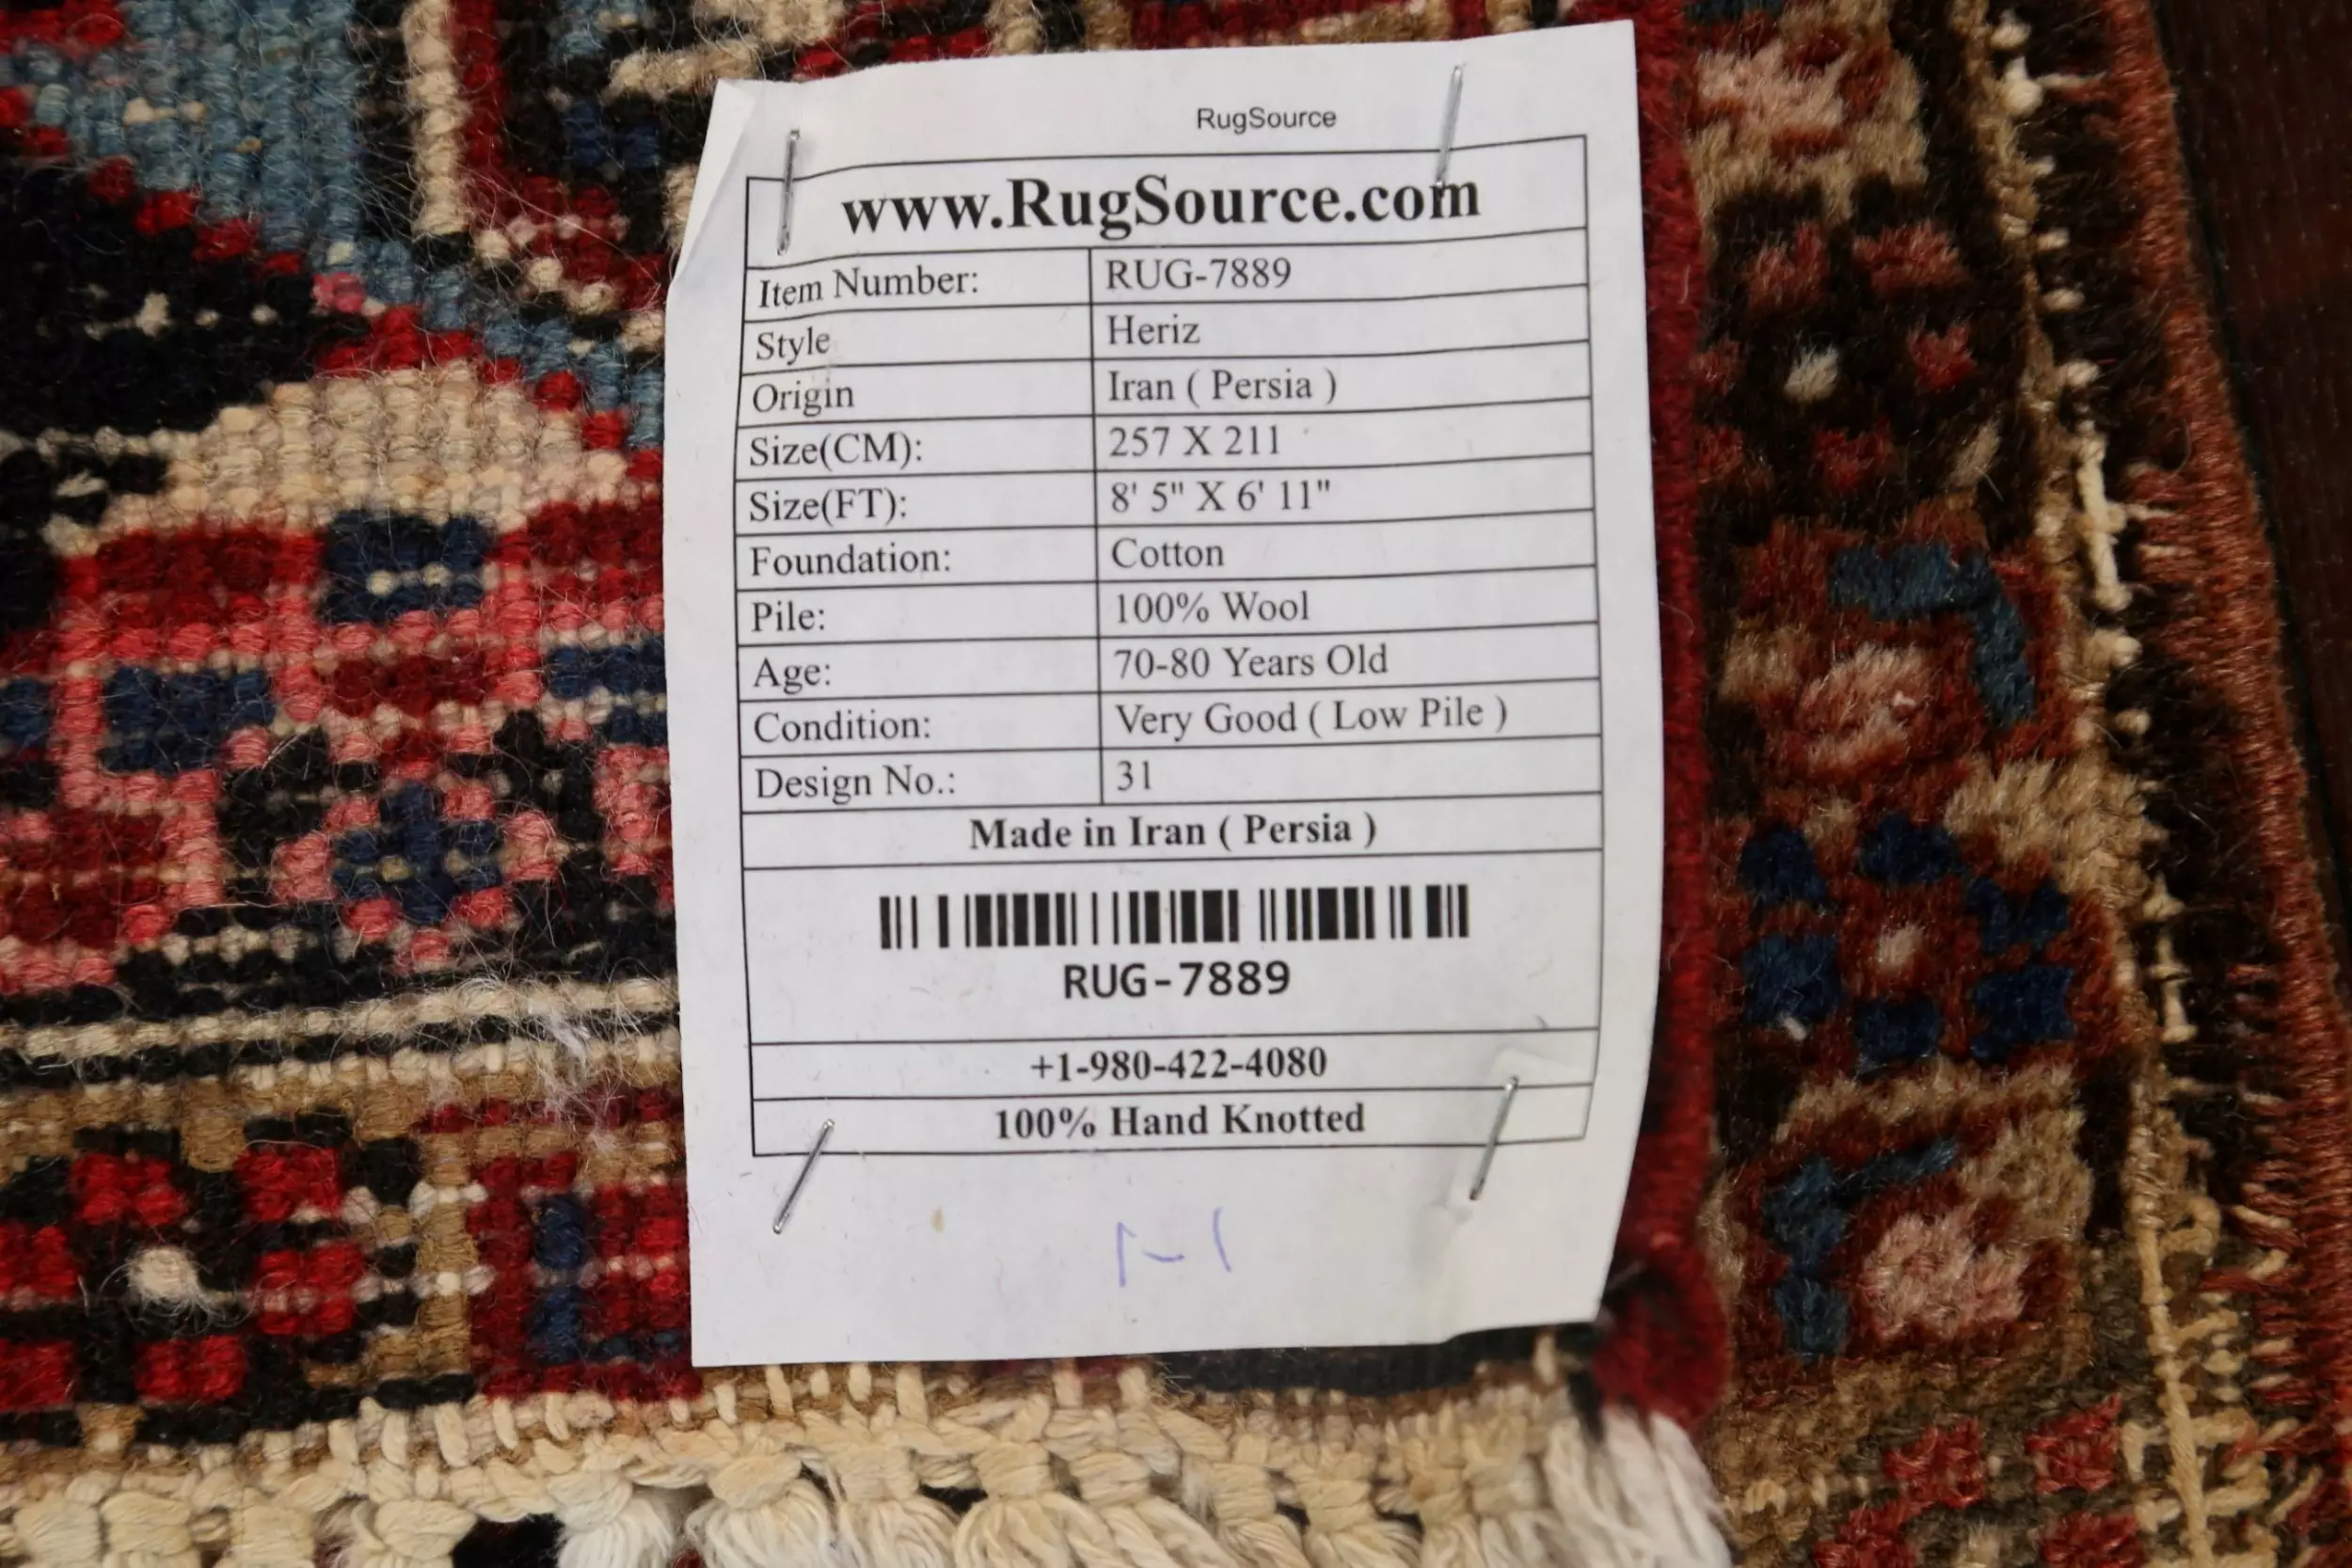 RugSource
www.RugSource.com
Item Number: RUG-7889
Style Heriz
Origin Iran ( Persia )
Size(CM): 257 X 211
Size(FT): 8' 5" X 6' 11"
Foundation: Cotton
Pile: 100% Wool
Age: 70-80 Years Old
Condition: Very Good ( Low Pile )
Design No.: 31
Made in Iran ( Persia )
RUG-7889
+1-980-422-4080
100% Hand Knotted